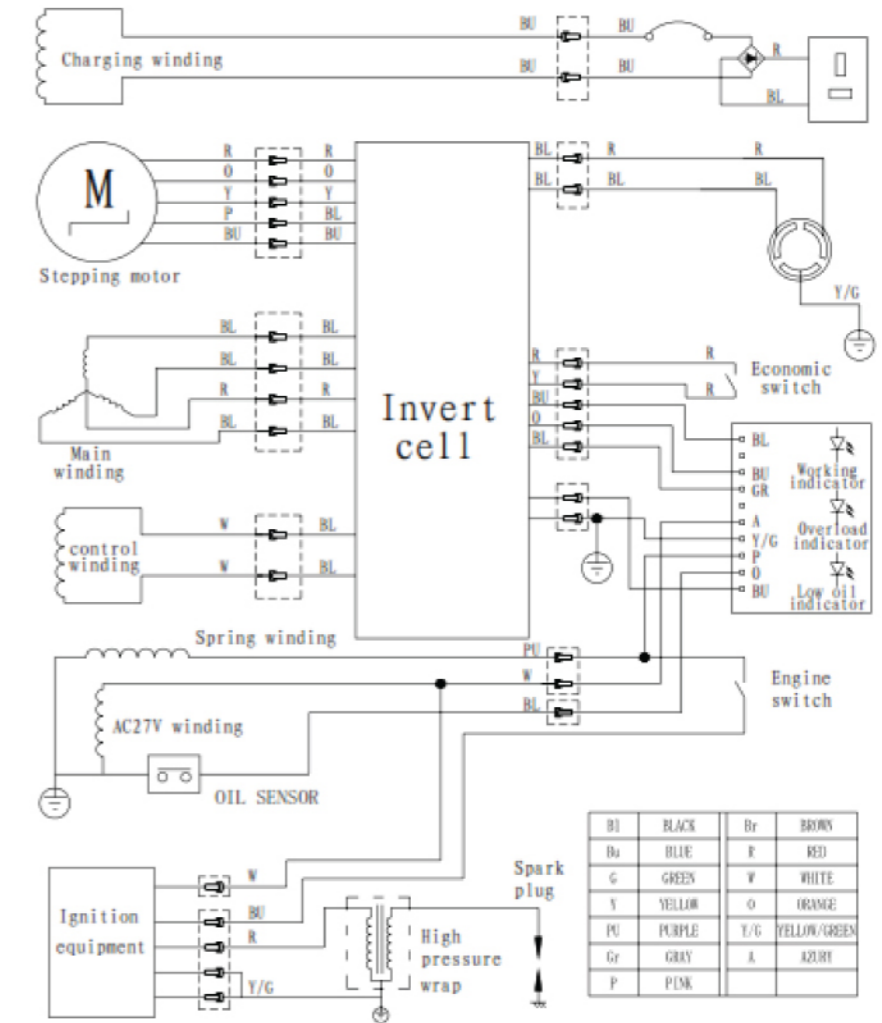 BU BU
Charging winding
R
BU BU
BL
R R BL R R
O O
M
Y Y BL BL BL
P BL
BU BU
Stepping motor
Y/G
BL BL
R R
BL BL Economic
Y switch
R R R
BU
O
BL BL BL
Invert
cell
Main
winding
BL
BU Working
indicator
GR
W BL
A Overload
indicator
Y/G
control
winding
P
W BL
O Low oil
indicator
BU
Spring winding
PU
W Engine
switch
BL
AC27V winding
OIL SENSOR
Bl BLACK Br BROWN
Bu BLUE R RED
G GREEN W WHITE
Y YELLOW O ORANGE
PU PURPLE Y/G YELLOW/GREEN
Gr GRAY A AZURY
P PINK
W Spark
plug
Ignition
equipment
BU
R High
pressure
wrap
Y/G